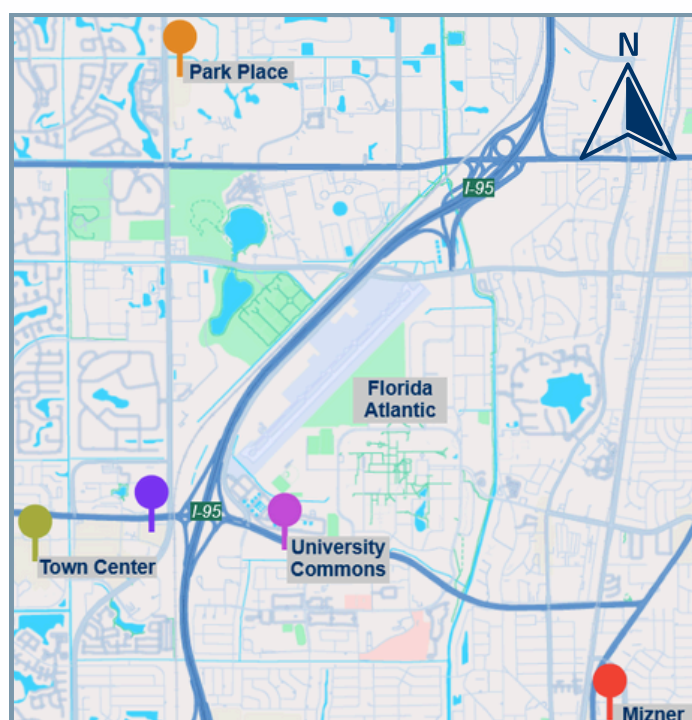 N
Park Place
I-95
Florida
Atlantic
I-95
University
Commons
Town Center
Mizner